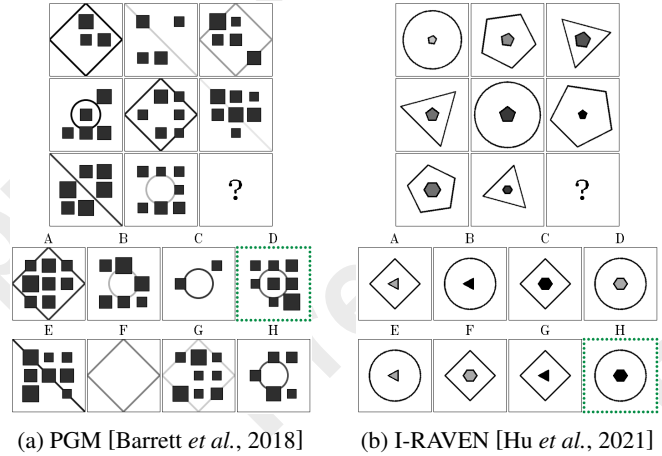 ?
?
A B C D
E F G H
(a) PGM [Barrett et al., 2018]
A B C D
E F G H
(b) I-RAVEN [Hu et al., 2021]